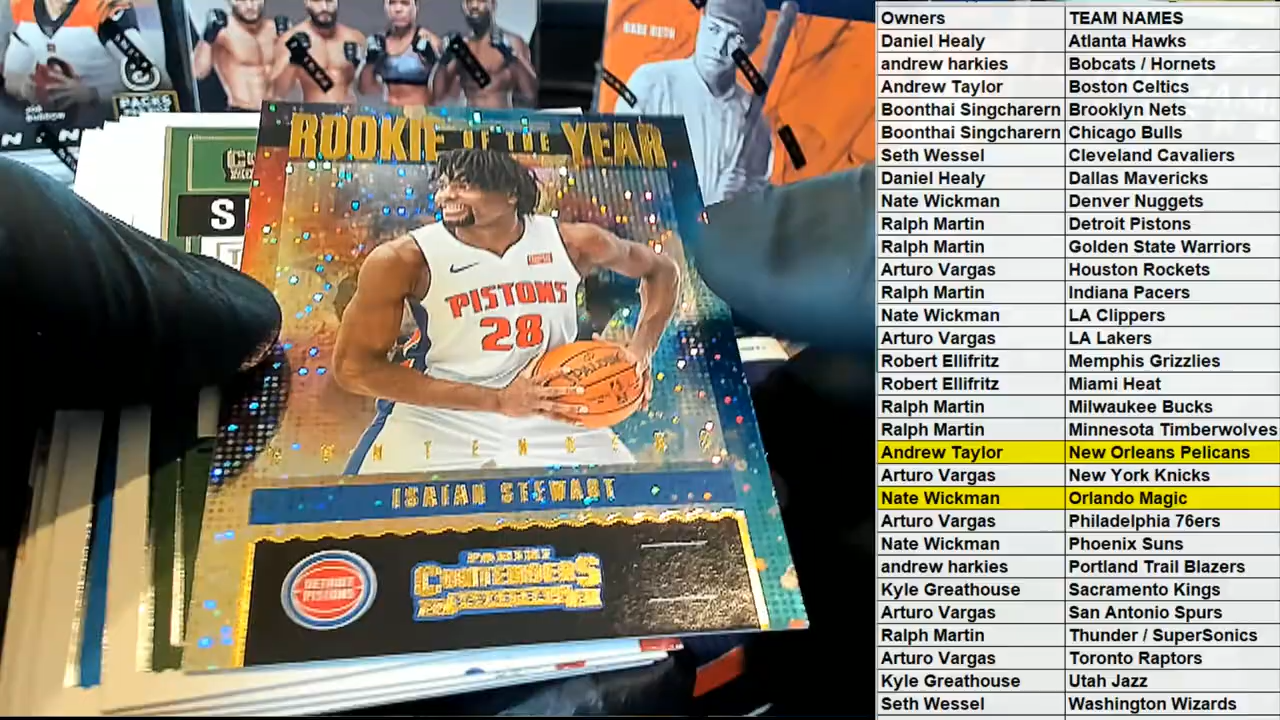 BABE RUTH
PACKS
ROOKIE OF THE YEAR
PISTONS
28
SPALDING
CONTENDERS
ISAIAH STEWART
DETROIT
PISTONS
CONTENDERS
Owners TEAM NAMES
Daniel Healy Atlanta Hawks
andrew harkies Bobcats / Hornets
Andrew Taylor Boston Celtics
Boonthai Singcharern Brooklyn Nets
Boonthai Singcharern Chicago Bulls
Seth Wessel Cleveland Cavaliers
Daniel Healy Dallas Mavericks
Nate Wickman Denver Nuggets
Ralph Martin Detroit Pistons
Ralph Martin Golden State Warriors
Arturo Vargas Houston Rockets
Ralph Martin Indiana Pacers
Nate Wickman LA Clippers
Arturo Vargas LA Lakers
Robert Ellifritz Memphis Grizzlies
Robert Ellifritz Miami Heat
Ralph Martin Milwaukee Bucks
Ralph Martin Minnesota Timberwolves
Andrew Taylor New Orleans Pelicans
Arturo Vargas New York Knicks
Nate Wickman Orlando Magic
Arturo Vargas Philadelphia 76ers
Nate Wickman Phoenix Suns
andrew harkies Portland Trail Blazers
Kyle Greathouse Sacramento Kings
Arturo Vargas San Antonio Spurs
Ralph Martin Thunder / SuperSonics
Arturo Vargas Toronto Raptors
Kyle Greathouse Utah Jazz
Seth Wessel Washington Wizards